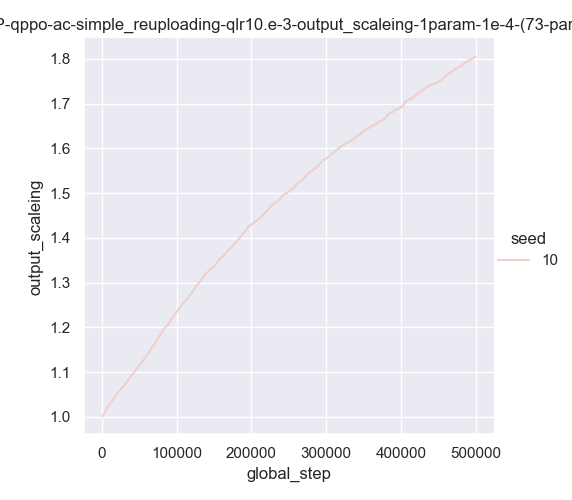 P-qppo-ac-simple_reuploading-qlr10.e-3-output_scaleing-1param-1e-4-(73-par
1.8
1.7
1.6
1.5
1.4
1.3
1.2
1.1
1.0
output_scaleing
0 100000 200000 300000 400000 500000
global_step
seed
10